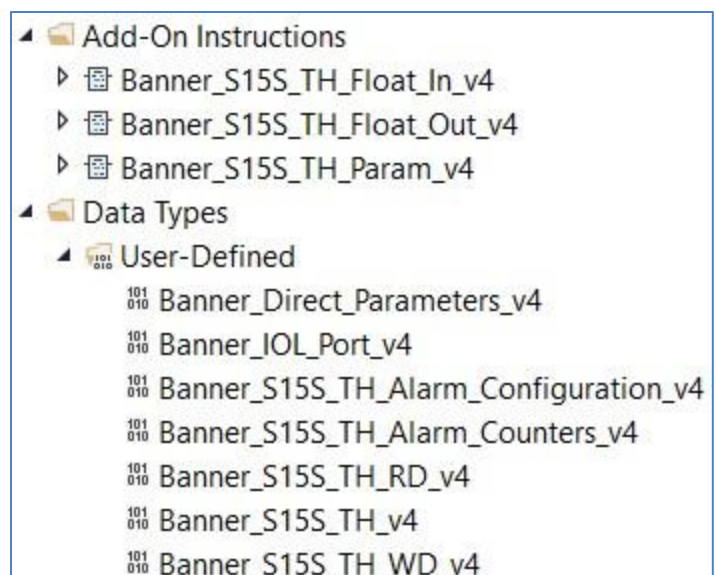 Add-On Instructions
Banner_S15S_TH_Float_In_v4
Banner_S15S_TH_Float_Out_v4
Banner_S15S_TH_Param_v4
Data Types
User-Defined
Banner_Direct_Parameters_v4
Banner_IOL_Port_v4
Banner_S15S_TH_Alarm_Configuration_v4
Banner_S15S_TH_Alarm_Counters_v4
Banner_S15S_TH_RD_v4
Banner_S15S_TH_v4
Banner_S15S_TH_WD_v4